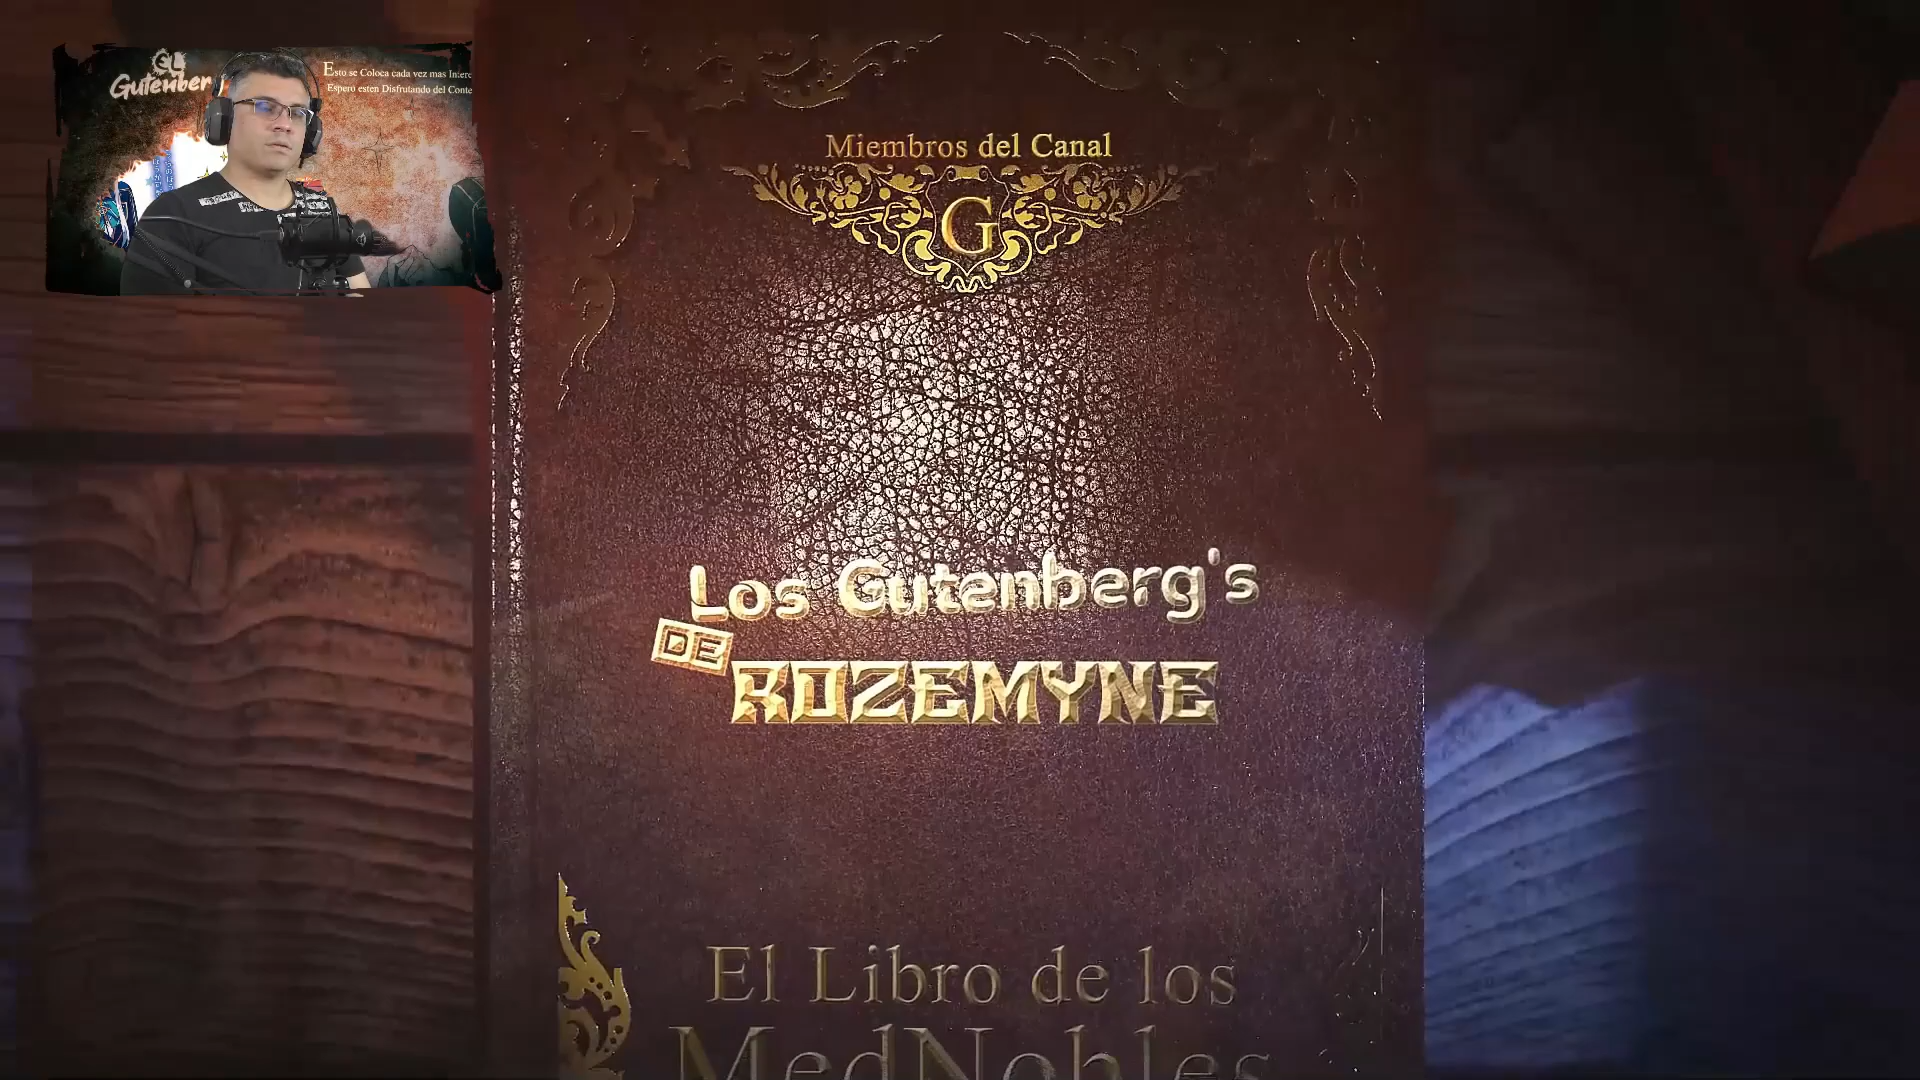 EL
Gutenber
Esto se Coloca cada vez mas Intere
Espero esten Disfrutando del Conte
Miembros del Canal
G
Los Gutenberg's
DE
ROZEMYNE
El Libro de los
MedNobles